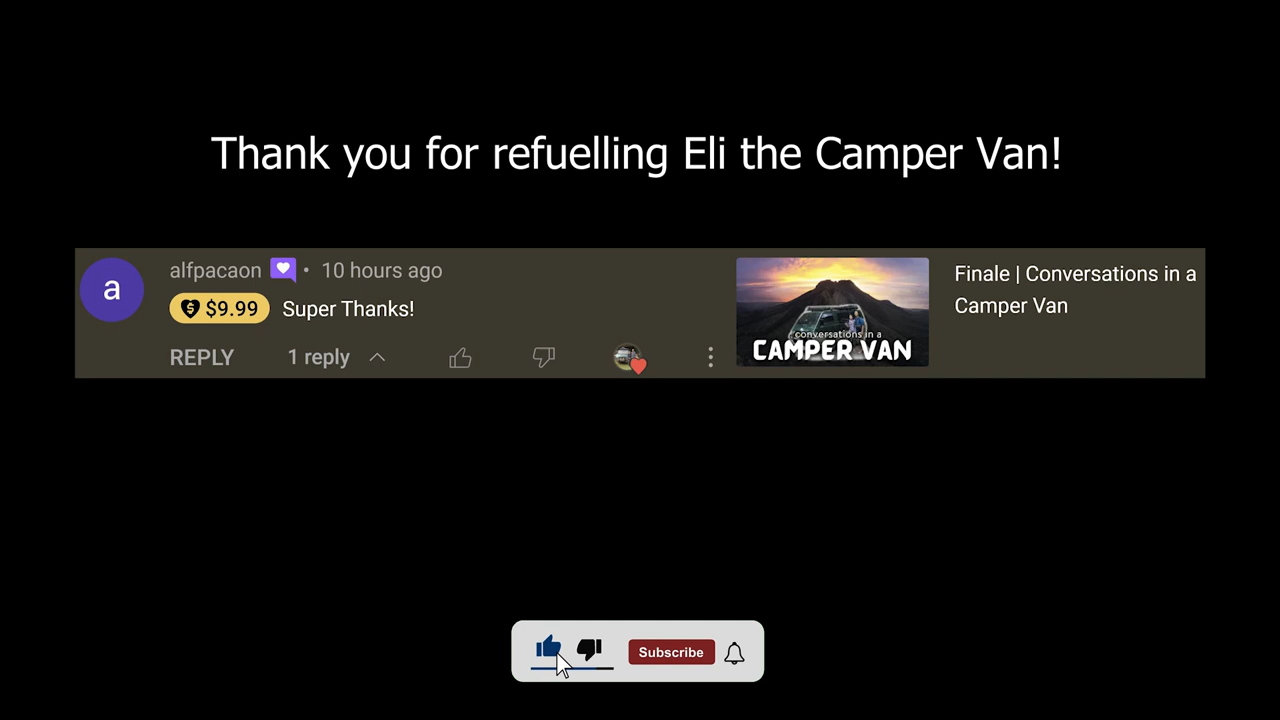 Thank you for refuelling Eli the Camper Van!
a
alfpacaon • 10 hours ago
$9.99 Super Thanks!
REPLY 1 reply
conversations in a
CAMPER VAN
Finale | Conversations in a
Camper Van
Subscribe